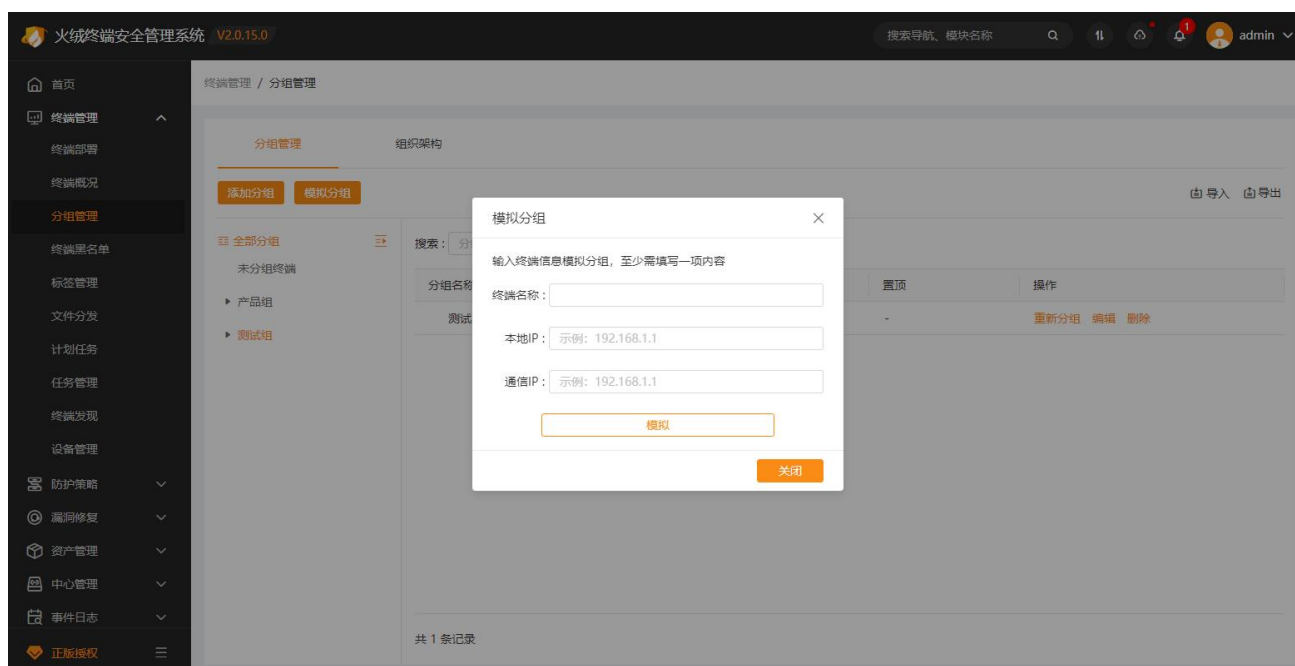 火绒终端安全管理系统 V2.0.15.0
搜索导航、模块名称
1
admin
首页
终端管理
终端部署
终端概况
分组管理
终端黑名单
标签管理
文件分发
计划任务
任务管理
终端发现
设备管理
防护策略
漏洞修复
资产管理
中心管理
事件日志
正版授权
终端管理 / 分组管理
分组管理 组织架构
添加分组 模拟分组 导入 导出
全部分组
未分组终端
产品组
测试组
搜索： 分
分组名称 置顶 操作
测试 - 重新分组 编辑 删除
模拟分组
输入终端信息模拟分组，至少需填写一项内容
终端名称：
本地IP： 示例：192.168.1.1
通信IP： 示例：192.168.1.1
模拟
关闭
共 1 条记录